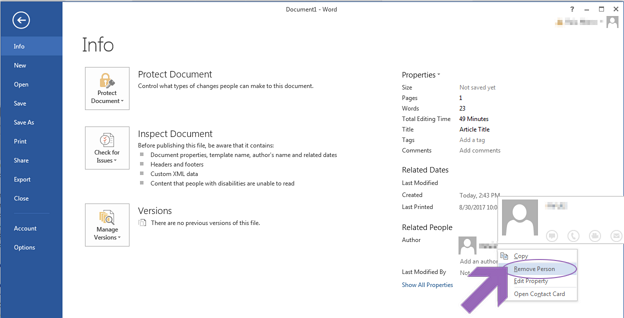 Document1 - Word
?
Info
New
Open
Save
Save As
Print
Share
Export
Close
Account
Options
Info
Protect Document
Protect Document
Control what types of changes people can make to this document.
Check for Issues
Inspect Document
Before publishing this file, be aware that it contains:
Document properties, template name, author's name and related dates
Headers and footers
Custom XML data
Content that people with disabilities are unable to read
Manage Versions
Versions
There are no previous versions of this file.
Properties
Size Not saved yet
Pages 1
Words 23
Total Editing Time 49 Minutes
Title Article Title
Tags Add a tag
Comments Add comments
Related Dates
Last Modified
Created Today, 2:43 PM
Last Printed 8/30/2017 10:0
Related People
Author
Add an author
Last Modified By Not
Show All Properties
Copy
Remove Person
Edit Property
Open Contact Card